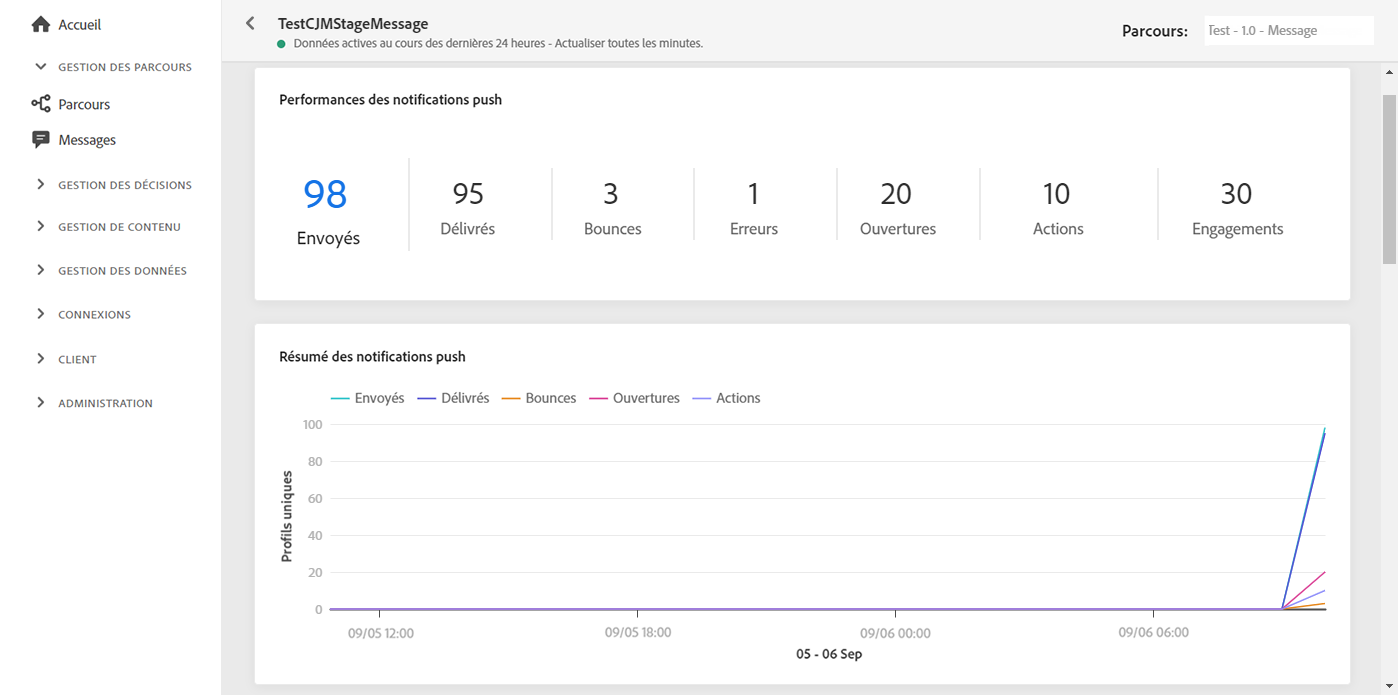 Accueil
GESTION DES PARCOURS
Parcours
Messages
GESTION DES DÉCISIONS
GESTION DE CONTENU
GESTION DES DONNÉES
CONNEXIONS
CLIENT
ADMINISTRATION
TestCJMStageMessage
Données actives au cours des dernières 24 heures - Actualiser toutes les minutes.
Parcours: Test - 1.0 - Message
Performances des notifications push
98 95 3 1 20 10 30
Envoyés Délivrés Bounces Erreurs Ouvertures Actions Engagements
Résumé des notifications push
Envoyés Délivrés Bounces Ouvertures Actions
Profils uniques
100
80
60
40
20
0
09/05 12:00 09/05 18:00 09/06 00:00 09/06 06:00
05 - 06 Sep